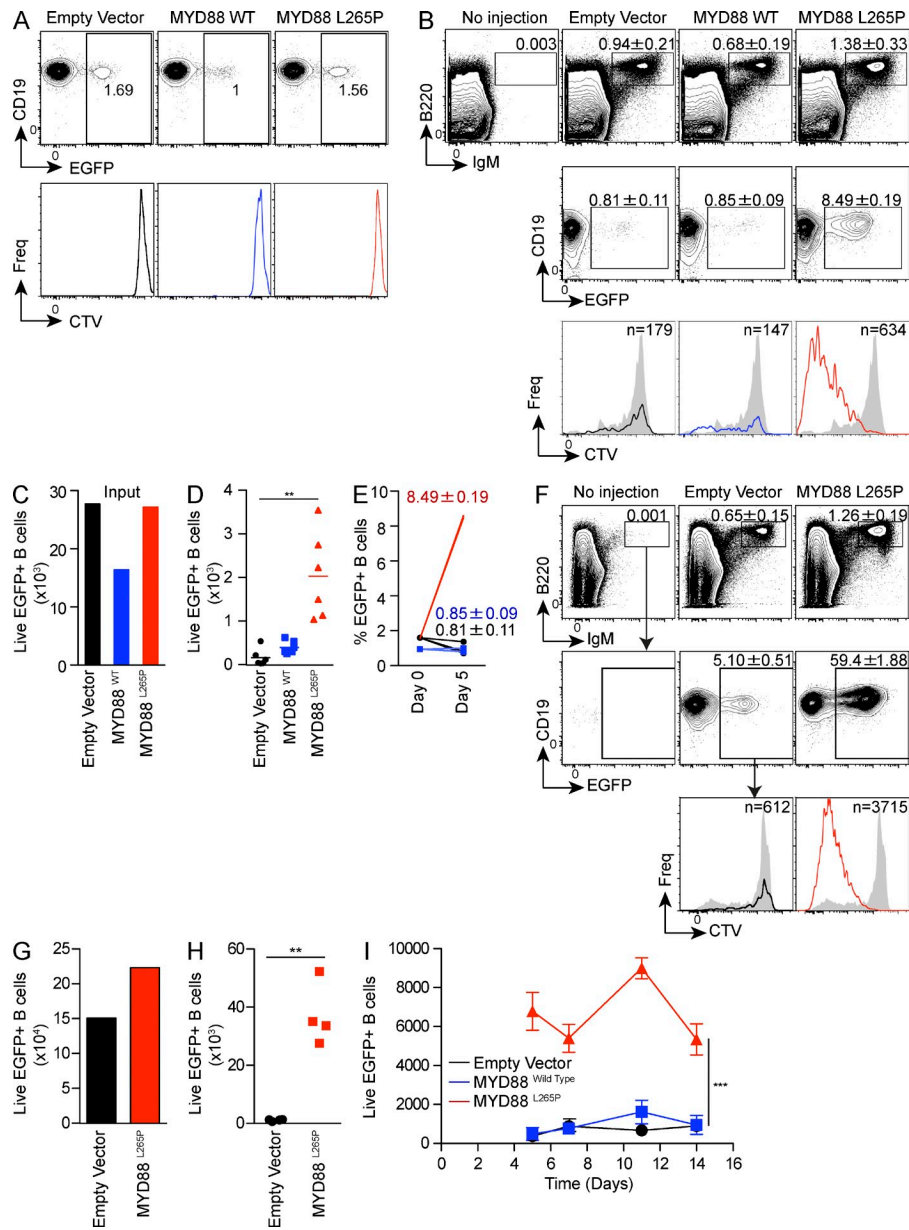 A
Empty Vector
MYD88 WT
MYD88 L265P
CD19
0
1.69
1
1.56
0
EGFP
Freq
0
CTV
B
No injection
Empty Vector
MYD88 WT
MYD88 L265P
0.003
0.94±0.21
0.68±0.19
1.38±0.33
B220
0
0
IgM
0.81±0.11
0.85±0.09
8.49±0.19
CD19
0
0
EGFP
n=179
n=147
n=634
Freq
0
CTV
C
Input
Live EGFP+ B cells
(x10³)
30
20
10
0
Empty Vector
MYD88 WT
MYD88 L265P
D
**
Live EGFP+ B cells
(x10³)
4
3
2
1
0
Empty Vector
MYD88 WT
MYD88 L265P
E
8.49±0.19
% EGFP+ B cells
10
8
6
4
2
0
0.85±0.09
0.81±0.11
Day 0
Day 5
F
No injection
Empty Vector
MYD88 L265P
0.001
0.65±0.15
1.26±0.19
B220
0
0
IgM
5.10±0.51
59.4±1.88
CD19
0
0
EGFP
n=612
n=3715
Freq
0
CTV
G
Live EGFP+ B cells
(x10⁴)
25
20
15
10
5
0
Empty Vector
MYD88 L265P
H
**
Live EGFP+ B cells
(x10³)
60
40
20
0
Empty Vector
MYD88 L265P
I
Live EGFP+ B cells
10000
8000
6000
4000
2000
0
Empty Vector
MYD88 Wild Type
MYD88 L265P
***
0 2 4 6 8 10 12 14 16
Time (Days)